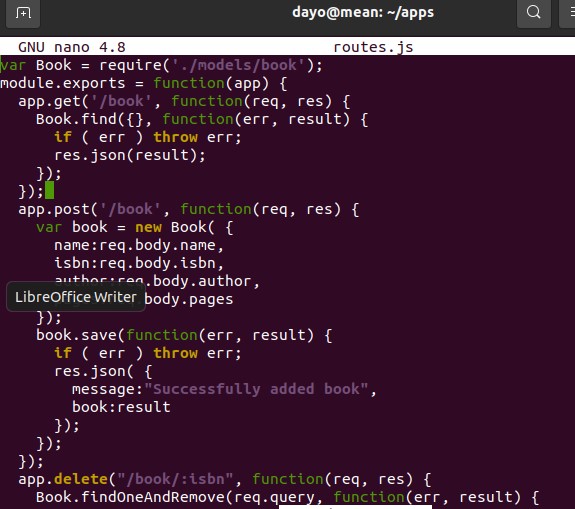 dayo@mean: ~/apps
GNU nano 4.8 routes.js
var Book = require('./models/book');
module.exports = function(app) {
  app.get('/book', function(req, res) {
    Book.find({}, function(err, result) {
      if ( err ) throw err;
      res.json(result);
    });
  });
  app.post('/book', function(req, res) {
    var book = new Book( {
      name:req.body.name,
      isbn:req.body.isbn,
      author:req.body.author,
LibreOffice Writer
body.pages
    });
    book.save(function(err, result) {
      if ( err ) throw err;
      res.json( {
        message:"Successfully added book",
        book:result
      });
    });
  });
  app.delete("/book/:isbn", function(req, res) {
    Book.findOneAndRemove(req.query, function(err, result) {